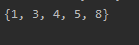 {1, 3, 4, 5, 8}